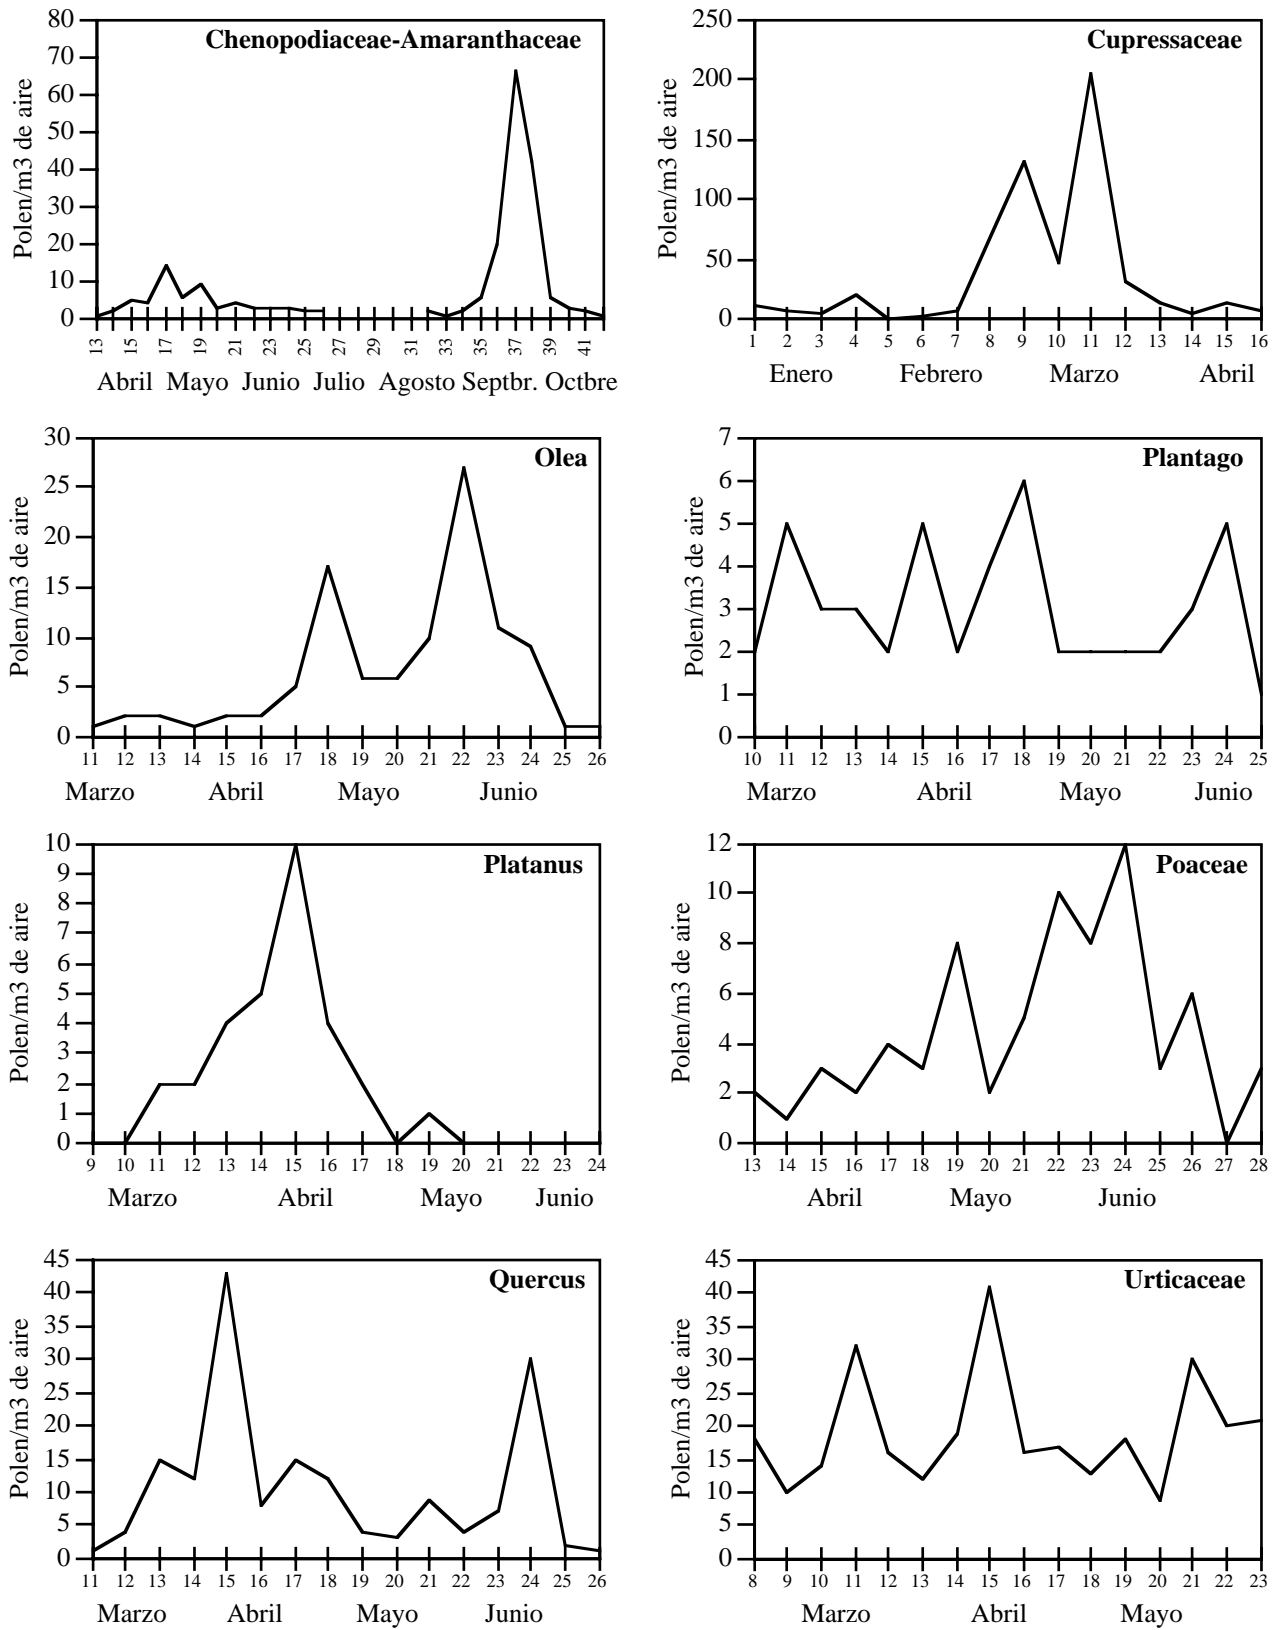 Chenopodiaceae-Amaranthaceae
Polen/m3 de aire
80
70
60
50
40
30
20
10
0
13 15 17 19 21 23 25 27 29 31 33 35 37 39 41
Abril Mayo Junio Julio Agosto Septbr. Octbre
Cupressaceae
Polen/m3 de aire
250
200
150
100
50
0
1 2 3 4 5 6 7 8 9 10 11 12 13 14 15 16
Enero Febrero Marzo Abril
Olea
Polen/m3 de aire
30
25
20
15
10
5
0
11 12 13 14 15 16 17 18 19 20 21 22 23 24 25 26
Marzo Abril Mayo Junio
Plantago
Polen/m3 de aire
7
6
5
4
3
2
1
0
10 11 12 13 14 15 16 17 18 19 20 21 22 23 24 25
Marzo Abril Mayo Junio
Platanus
Polen/m3 de aire
10
9
8
7
6
5
4
3
2
1
0
9 10 11 12 13 14 15 16 17 18 19 20 21 22 23 24
Marzo Abril Mayo Junio
Poaceae
Polen/m3 de aire
12
10
8
6
4
2
0
13 14 15 16 17 18 19 20 21 22 23 24 25 26 27 28
Abril Mayo Junio
Quercus
Polen/m3 de aire
45
40
35
30
25
20
15
10
5
0
11 12 13 14 15 16 15 18 19 20 21 22 23 24 25 26
Marzo Abril Mayo Junio
Urticaceae
Polen/m3 de aire
45
40
35
30
25
20
15
10
5
0
8 9 10 11 12 13 14 15 16 17 18 19 20 21 22 23
Marzo Abril Mayo